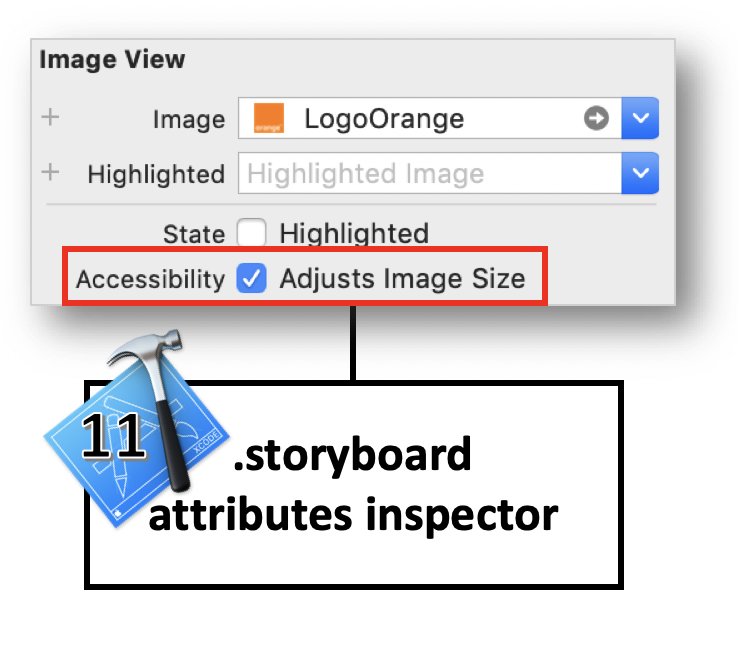 Image View
Image orange LogoOrange
Highlighted Highlighted Image
State Highlighted
Accessibility Adjusts Image Size
11
XCODE
.storyboard
attributes inspector